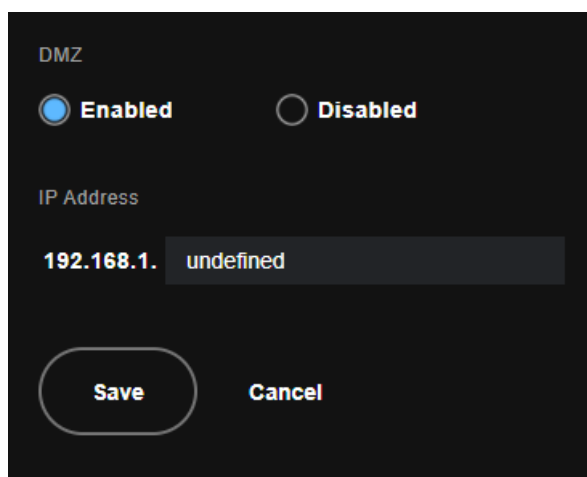 DMZ
Enabled Disabled
IP Address
192.168.1. undefined
Save Cancel